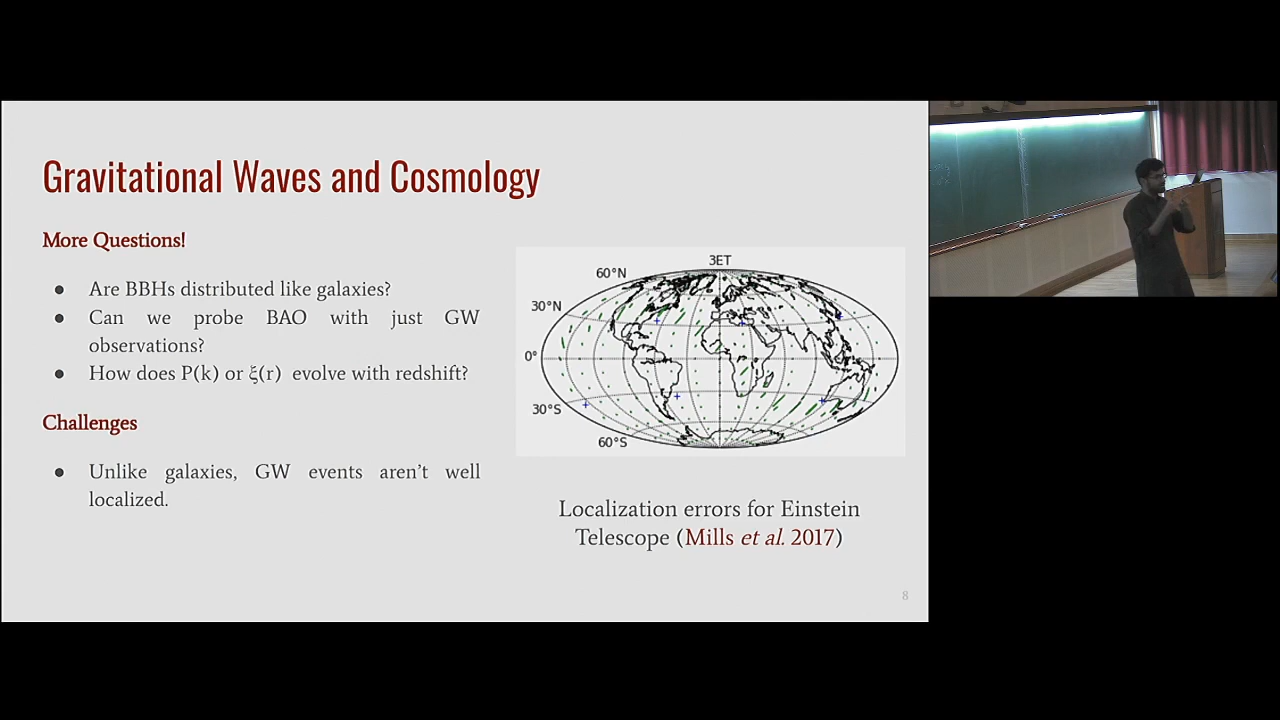 Gravitational Waves and Cosmology
More Questions!
● Are BBHs distributed like galaxies?
● Can we probe BAO with just GW
observations?
● How does P(k) or ξ(r) evolve with redshift?
Challenges
● Unlike galaxies, GW events aren't well
localized.
3ET
60°N
30°N
0°
30°S
60°S
Localization errors for Einstein
Telescope (Mills et al. 2017)
8